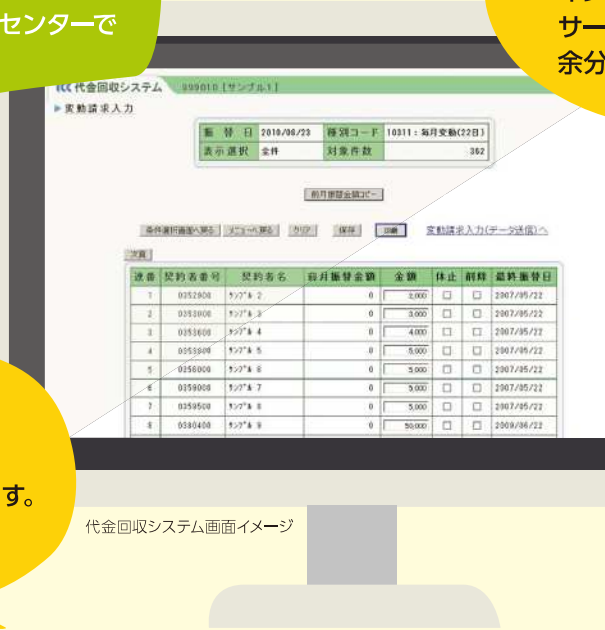 センターで
サー
余分
ICC 代金回収システム 999010 [サンプル1]
▶ 変動請求入力
振替日 2010/08/23 種別コード 10311：毎月変動(22日)
表示選択 全件 対象件数 352
前月振替金額コピー
条件選択画面へ戻る メニューへ戻る クリア 保存 印刷 変動請求入力(データ送信)へ
次頁
連番 契約者番号 契約者名 前月振替金額 金額 休止 削除 最終振替日
1 0352800 ｻﾝﾌﾟﾙ 2 0 2,000 2007/05/22
2 ｻﾝﾌﾟﾙ 3 0 3,000 2007/05/22
3 0353600 ｻﾝﾌﾟﾙ 4 0 4,000 2007/05/22
4 ｻﾝﾌﾟﾙ 5 0 5,000 2007/05/22
5 0356000 ｻﾝﾌﾟﾙ 6 0 5,000 2007/05/22
6 0359000 ｻﾝﾌﾟﾙ 7 0 5,000 2007/05/22
7 0359500 ｻﾝﾌﾟﾙ 8 0 5,000 2007/05/22
8 0380400 ｻﾝﾌﾟﾙ 9 0 50,000 2009/06/22
す。
代金回収システム画面イメージ